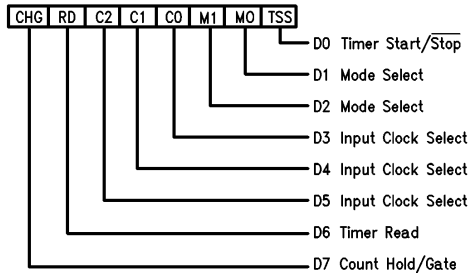 CHG RD C2 C1 C0 M1 M0 TSS
D0 Timer Start/Stop
D1 Mode Select
D2 Mode Select
D3 Input Clock Select
D4 Input Clock Select
D5 Input Clock Select
D6 Timer Read
D7 Count Hold/Gate